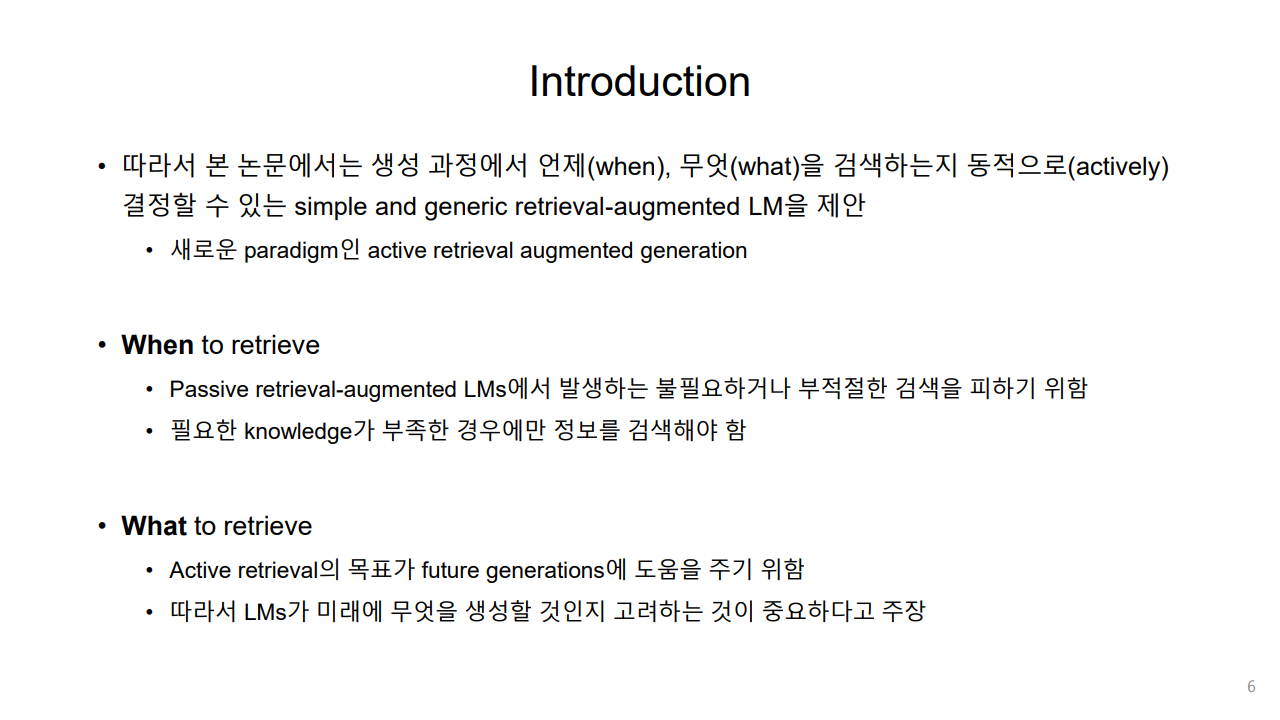 Introduction
• 따라서 본 논문에서는 생성 과정에서 언제(when), 무엇(what)을 검색하는지 동적으로(actively)
결정할 수 있는 simple and generic retrieval-augmented LM을 제안
• 새로운 paradigm인 active retrieval augmented generation
• When to retrieve
• Passive retrieval-augmented LMs에서 발생하는 불필요하거나 부적절한 검색을 피하기 위함
• 필요한 knowledge가 부족한 경우에만 정보를 검색해야 함
• What to retrieve
• Active retrieval의 목표가 future generations에 도움을 주기 위함
• 따라서 LMs가 미래에 무엇을 생성할 것인지 고려하는 것이 중요하다고 주장
6